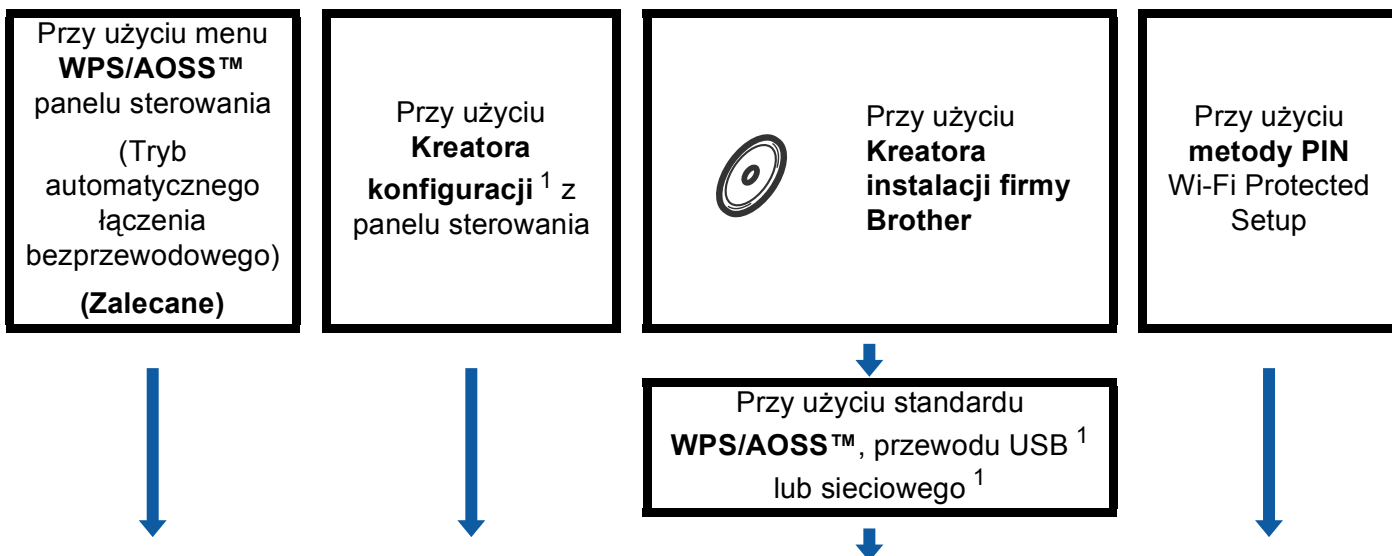 Przy użyciu menu
WPS/AOSS™
panelu sterowania
(Tryb
automatycznego
łączenia
bezprzewodowego)
(Zalecane)
Przy użyciu
Kreatora
konfiguracji 1 z
panelu sterowania
Przy użyciu
Kreatora
instalacji firmy
Brother
Przy użyciu standardu
WPS/AOSS™, przewodu USB 1
lub sieciowego 1
Przy użyciu
metody PIN
Wi-Fi Protected
Setup